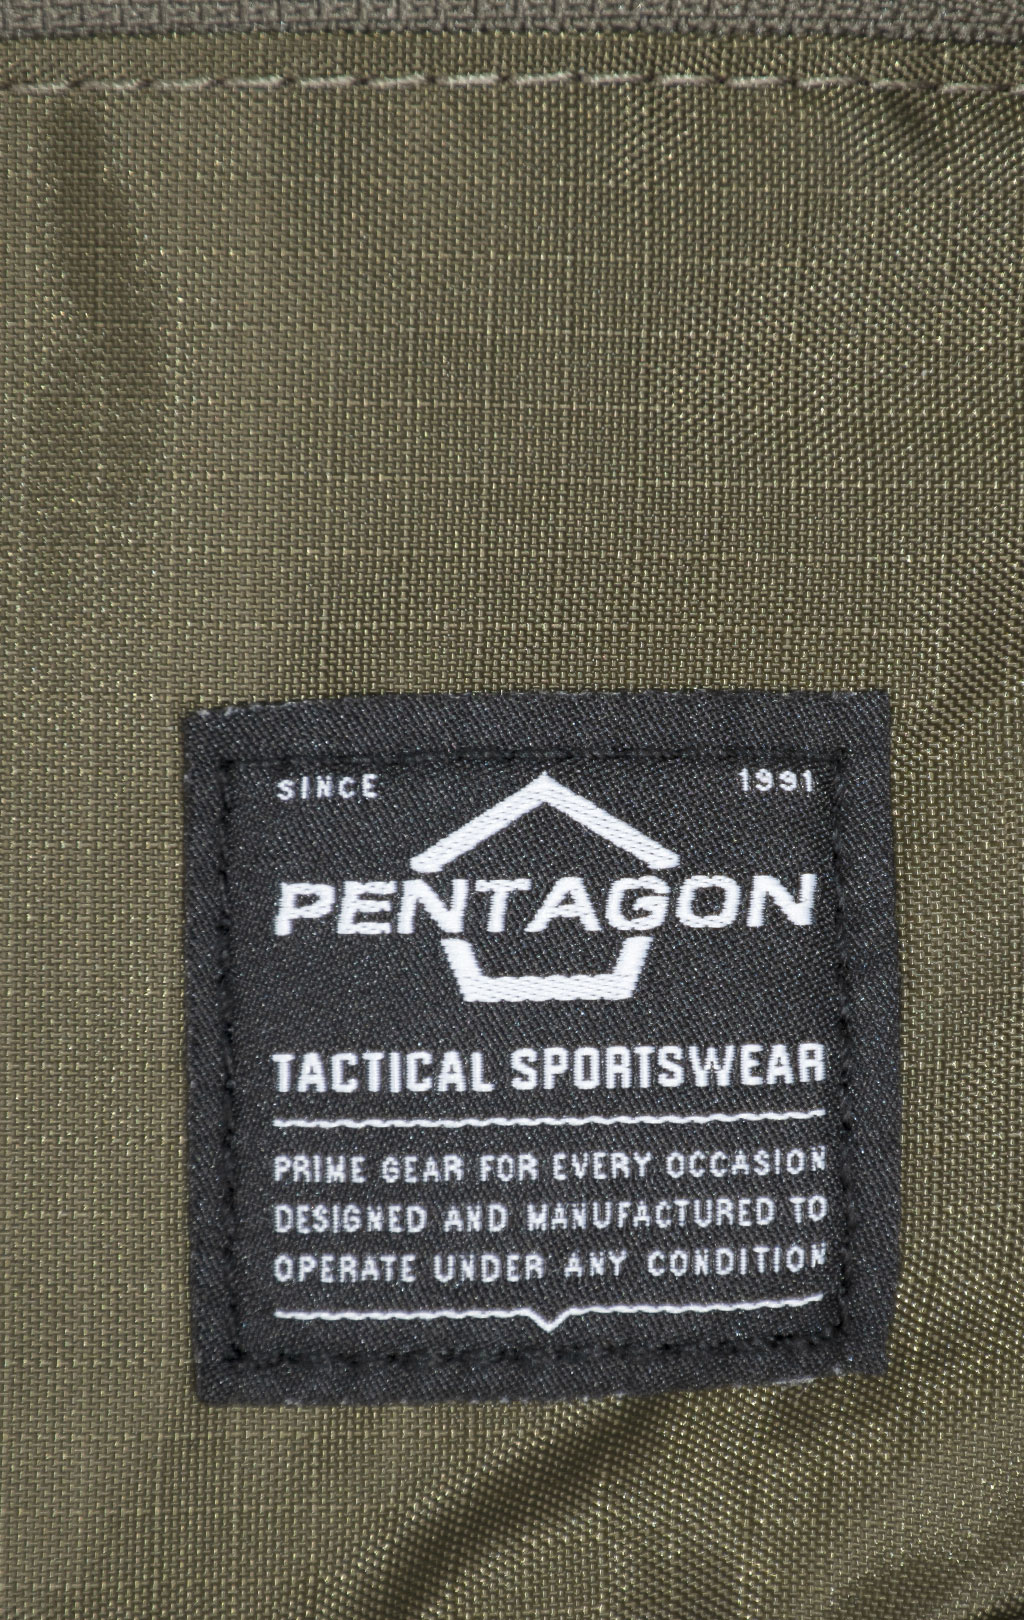 SINCE 1991
PENTAGON
TACTICAL SPORTSWEAR
PRIME GEAR FOR EVERY OCCASION
DESIGNED AND MANUFACTURED TO
OPERATE UNDER ANY CONDITION